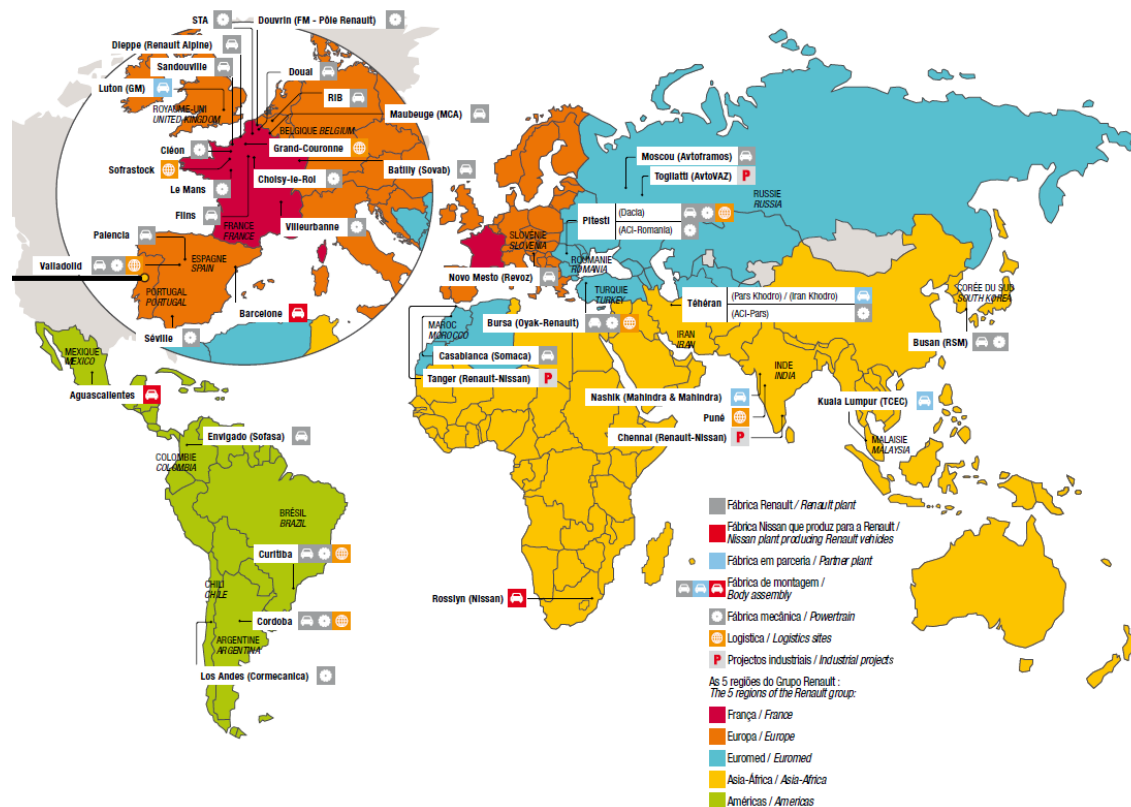 STA
Douvrin (FM - Pôle Renault)
Dieppe (Renault Alpine)
Sandouville
Douai
Luton (GM)
RIB
ROYAUME-UNI
UNITED-KINGDOM
Maubeuge (MCA)
BELGIQUE BELGIUM
Cléon
Grand-Couronne
Sofrastock
Batilly (Sovab)
Le Mans
Choisy-le-Roi
Flins
FRANCE
FRANCE
Villeurbanne
Palencia
ESPAGNE
SPAIN
Valladolid
PORTUGAL
PORTUGAL
Barcelone
Séville
Moscou (Avtoframos)
Togliatti (AvtoVAZ)
P
RUSSIE
RUSSIA
Pitesti
(Dacia)
(ACI-Romania)
SLOVÉNIE
SLOVENIA
ROUMANIE
ROMANIA
Novo Mesto (Revoz)
TURQUIE
TURKEY
Téhéran
(Pars Khodro) / (Iran Khodro)
(ACI-Pars)
CORÉE DU SUD
SOUTH KOREA
MAROC
MOROCCO
Bursa (Oyak-Renault)
IRAN
IRAN
Busan (RSM)
Casablanca (Somaca)
Tanger (Renault-Nissan)
P
INDE
INDIA
Nashik (Mahindra & Mahindra)
Puné
Chennai (Renault-Nissan)
P
Kuala Lumpur (TCEC)
MALAISIE
MALAYSIA
MEXIQUE
MEXICO
Aguascalientes
Envigado (Sofasa)
COLOMBIE
COLOMBIA
BRÉSIL
BRAZIL
Curitiba
CHILI
CHILE
Cordoba
ARGENTINE
ARGENTINA
Los Andes (Cormecanica)
Rosslyn (Nissan)
Fábrica Renault / Renault plant
Fábrica Nissan que produz para a Renault /
Nissan plant producing Renault vehicles
Fábrica em parceria / Partner plant
Fábrica de montagem /
Body assembly
Fábrica mecânica / Powertrain
Logistica / Logistics sites
P Projectos industriais / Industrial projects
As 5 regiões do Grupo Renault :
The 5 regions of the Renault group:
França / France
Europa / Europe
Euromed / Euromed
Asia-África / Asia-Africa
Américas / Americas